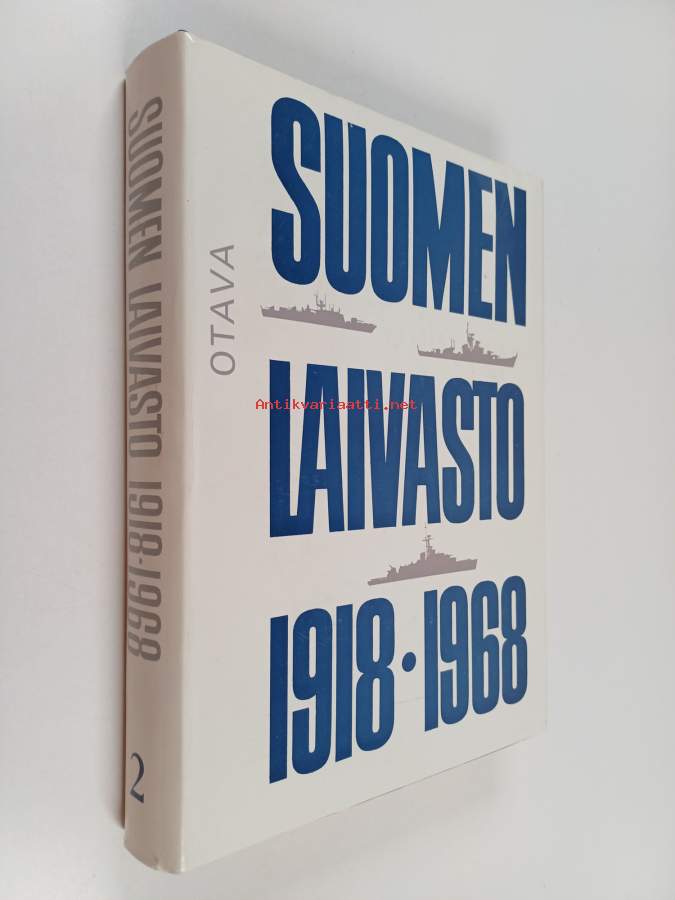 SUOMEN LAIVASTO 1918-1968
2
OTAVA
SUOMEN
LAIVASTO
1918 • 1968
Antikvariaatti.net